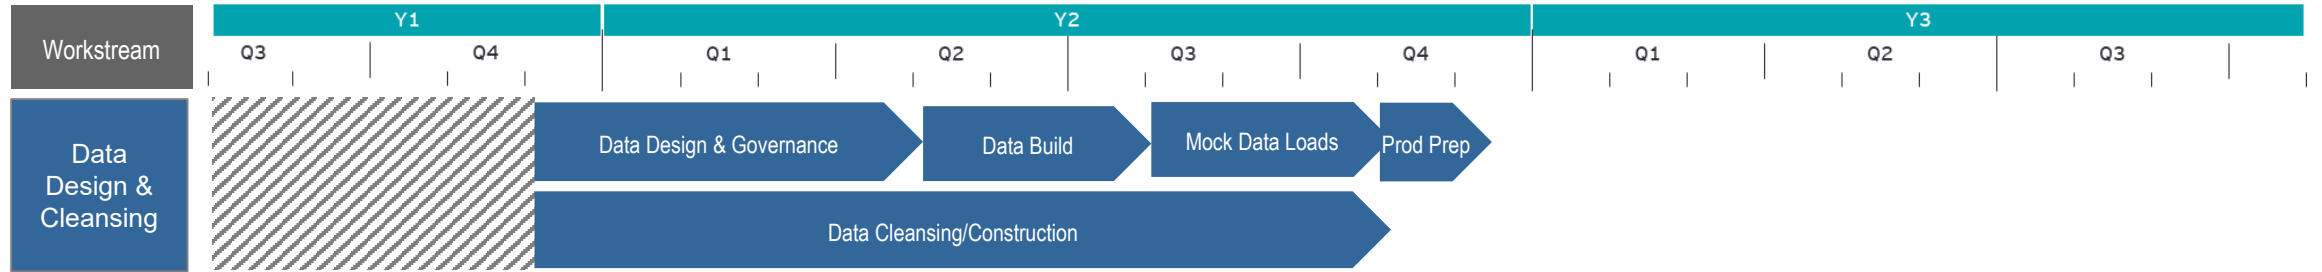 Workstream
Y1
Y2
Y3
Q3
Q4
Q1
Q2
Q3
Q4
Q1
Q2
Q3
Data
Design &
Cleansing
Data Design & Governance
Data Build
Mock Data Loads
Prod Prep
Data Cleansing/Construction